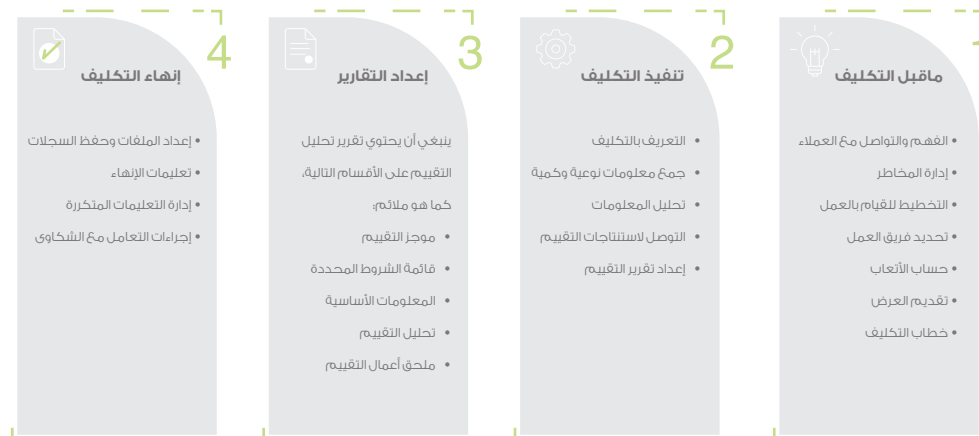 1
ماقبل التكليف
• الفهم والتواصل مع العملاء
• إدارة المخاطر
• التخطيط للقيام بالعمل
• تحديد فريق العمل
• حساب الأتعاب
• تقديم العرض
• خطاب التكليف
2
تنفيذ التكليف
• التعريف بالتكليف
• جمع معلومات نوعية وكمية
• تحليل المعلومات
• التوصل لاستنتاجات التقييم
• إعداد تقرير التقييم
3
إعداد التقارير
ينبغي أن يحتوي تقرير تحليل
التقييم على الأقسام التالية،
كما هو ملائم:
• موجز التقييم
• قائمة الشروط المحددة
• المعلومات الأساسية
• تحليل التقييم
• ملحق أعمال التقييم
4
إنهاء التكليف
• إعداد الملفات وحفظ السجلات
• تعليمات الإنهاء
• إدارة التعليمات المتكررة
• إجراءات التعامل مع الشكاوى